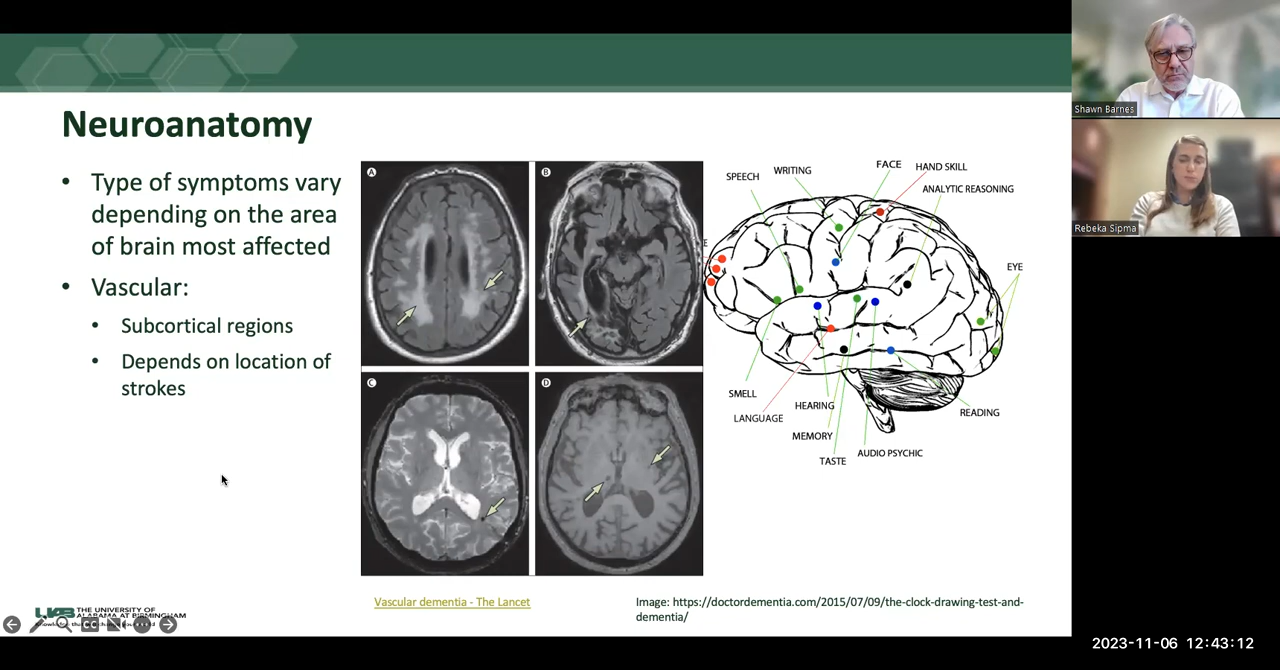 Neuroanatomy
• Type of symptoms vary
depending on the area
of brain most affected
• Vascular:
• Subcortical regions
• Depends on location of
strokes
A
B
C
D
SPEECH
WRITING
FACE
HAND SKILL
ANALYTIC REASONING
E
EYE
SMELL
LANGUAGE
HEARING
MEMORY
TASTE
AUDIO PSYCHIC
READING
Vascular dementia - The Lancet
Image: https://doctordementia.com/2015/07/09/the-clock-drawing-test-and-
dementia/
UAB THE UNIVERSITY OF
ALABAMA AT BIRMINGHAM
Shawn Barnes
Rebeka Sipma
2023-11-06 12:43:12